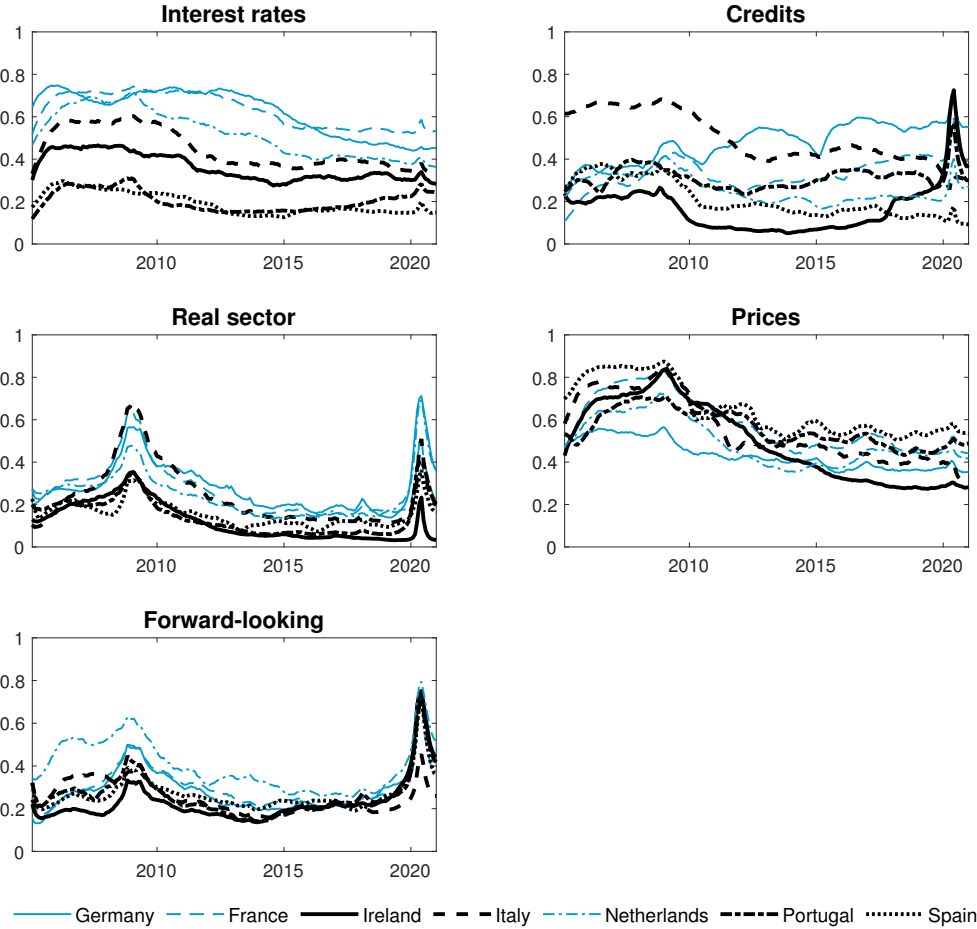 Interest rates
1
0.8
0.6
0.4
0.2
0
2010 2015 2020
Credits
1
0.8
0.6
0.4
0.2
0
2010 2015 2020
Real sector
1
0.8
0.6
0.4
0.2
0
2010 2015 2020
Prices
1
0.8
0.6
0.4
0.2
0
2010 2015 2020
Forward-looking
1
0.8
0.6
0.4
0.2
0
2010 2015 2020
Germany France Ireland Italy Netherlands Portugal Spain